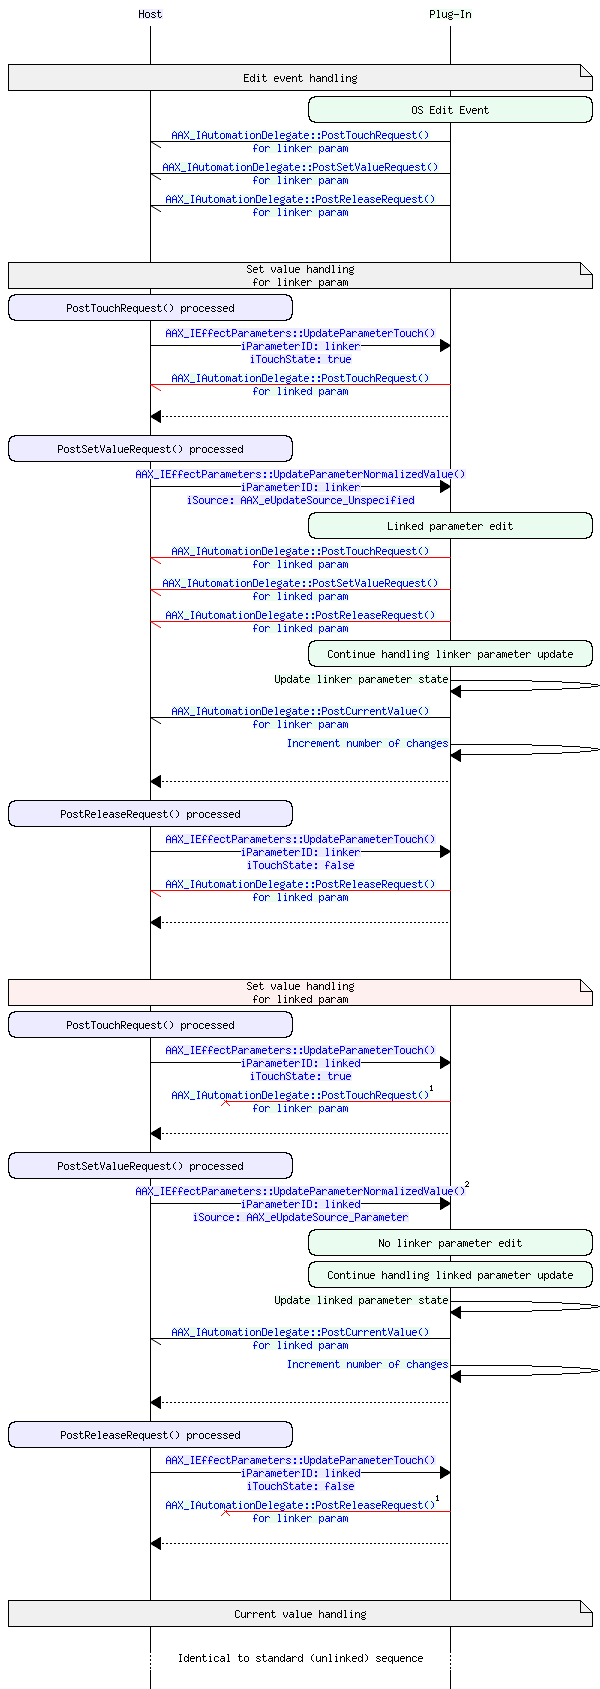 Host Plug-In
Edit event handling
OS Edit Event
AAX_IAutomationDelegate::PostTouchRequest()
for linker param
AAX_IAutomationDelegate::PostSetValueRequest()
for linker param
AAX_IAutomationDelegate::PostReleaseRequest()
for linker param
Set value handling
for linker param
PostTouchRequest() processed
AAX_IEffectParameters::UpdateParameterTouch()
iParameterID: linker
iTouchState: true
AAX_IAutomationDelegate::PostTouchRequest()
for linked param
PostSetValueRequest() processed
AAX_IEffectParameters::UpdateParameterNormalizedValue()
iParameterID: linker
iSource: AAX_eUpdateSource_Unspecified
Linked parameter edit
AAX_IAutomationDelegate::PostTouchRequest()
for linked param
AAX_IAutomationDelegate::PostSetValueRequest()
for linked param
AAX_IAutomationDelegate::PostReleaseRequest()
for linked param
Continue handling linker parameter update
Update linker parameter state
AAX_IAutomationDelegate::PostCurrentValue()
for linker param
Increment number of changes
PostReleaseRequest() processed
AAX_IEffectParameters::UpdateParameterTouch()
iParameterID: linker
iTouchState: false
AAX_IAutomationDelegate::PostReleaseRequest()
for linked param
Set value handling
for linked param
PostTouchRequest() processed
AAX_IEffectParameters::UpdateParameterTouch()
iParameterID: linked
iTouchState: true
AAX_IAutomationDelegate::PostTouchRequest()1
for linker param
PostSetValueRequest() processed
AAX_IEffectParameters::UpdateParameterNormalizedValue()2
iParameterID: linked
iSource: AAX_eUpdateSource_Parameter
No linker parameter edit
Continue handling linked parameter update
Update linked parameter state
AAX_IAutomationDelegate::PostCurrentValue()
for linked param
Increment number of changes
PostReleaseRequest() processed
AAX_IEffectParameters::UpdateParameterTouch()
iParameterID: linked
iTouchState: false
AAX_IAutomationDelegate::PostReleaseRequest()1
for linker param
Current value handling
Identical to standard (unlinked) sequence